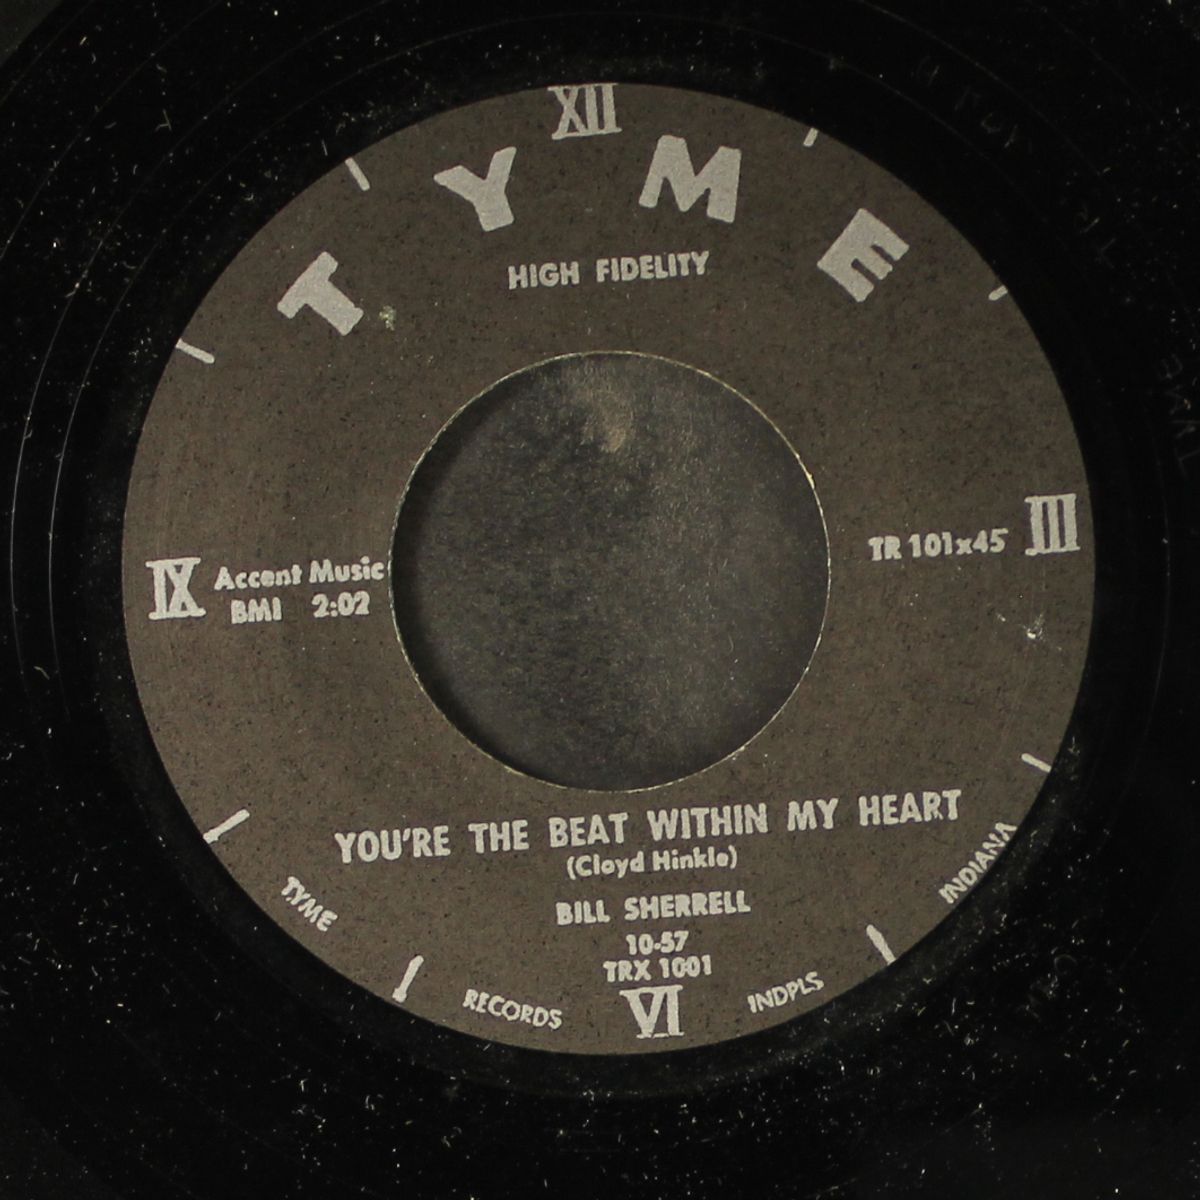 XII
TYME
HIGH FIDELITY
III
TR 101x45
IX
Accent Music
BMI 2:02
YOU'RE THE BEAT WITHIN MY HEART
(Cloyd Hinkle)
BILL SHERRELL
10-57
TRX 1001
VI
TYME RECORDS INDPLS INDIANA